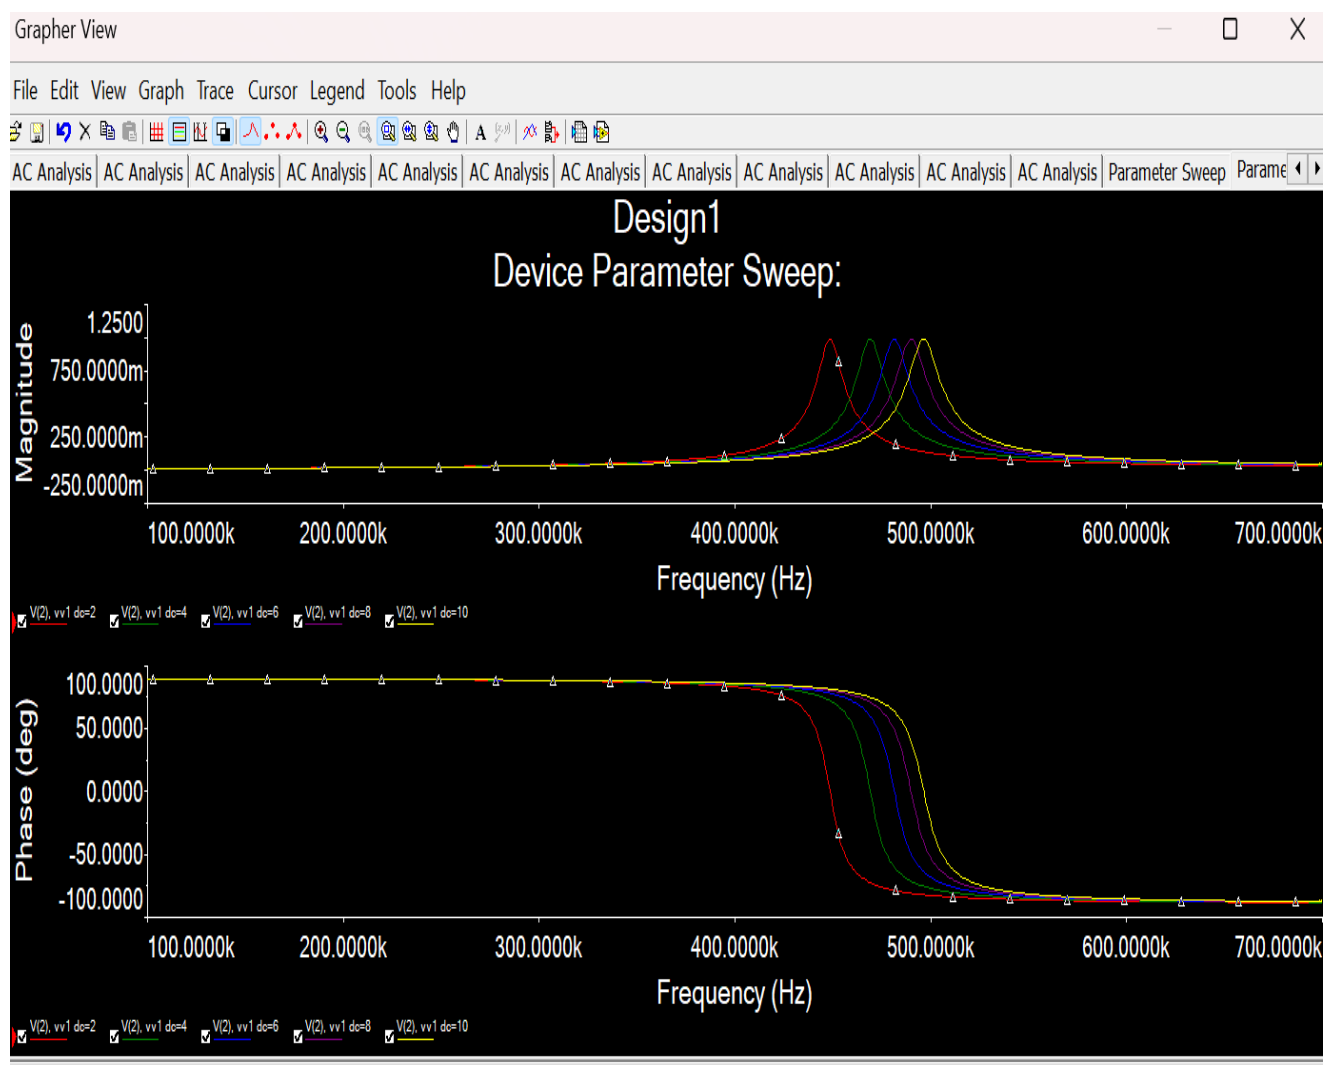 Grapher View
File Edit View Graph Trace Cursor Legend Tools Help
A
AC Analysis AC Analysis AC Analysis AC Analysis AC Analysis AC Analysis AC Analysis AC Analysis AC Analysis AC Analysis AC Analysis AC Analysis Parameter Sweep Parame
Design1
Device Parameter Sweep:
Magnitude
1.2500
750.0000m
250.0000m
-250.0000m
100.0000k 200.0000k 300.0000k 400.0000k 500.0000k 600.0000k 700.0000k
Frequency (Hz)
V(2), vv1 dc=2 V(2), vv1 dc=4 V(2), vv1 dc=6 V(2), vv1 dc=8 V(2), vv1 dc=10
Phase (deg)
100.0000
50.0000
0.0000
-50.0000
-100.0000
100.0000k 200.0000k 300.0000k 400.0000k 500.0000k 600.0000k 700.0000k
Frequency (Hz)
V(2), vv1 dc=2 V(2), vv1 dc=4 V(2), vv1 dc=6 V(2), vv1 dc=8 V(2), vv1 dc=10